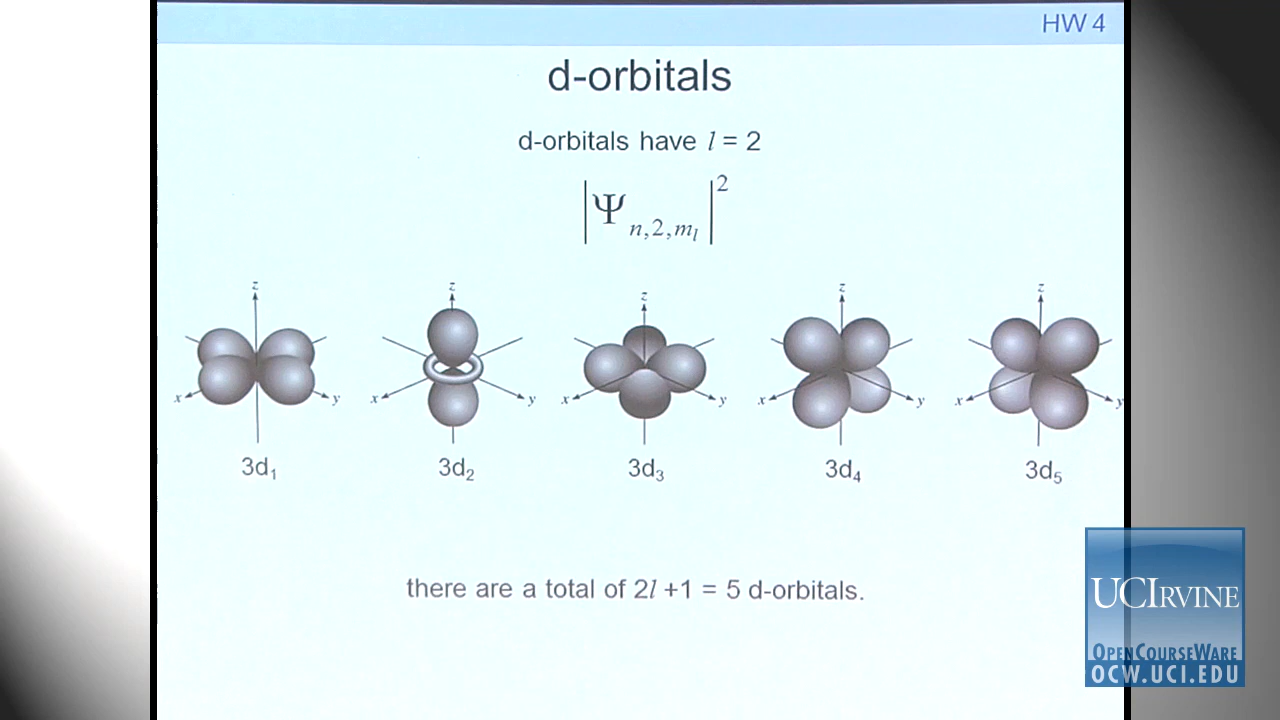 HW 4
d-orbitals
d-orbitals have l = 2
|Ψ n,2,mₗ|²
z z z z z
x y x y x y x y x y
3d₁ 3d₂ 3d₃ 3d₄ 3d₅
there are a total of 2l +1 = 5 d-orbitals.
UCIRVINE
OPENCOURSEWARE
OCW.UCI.EDU